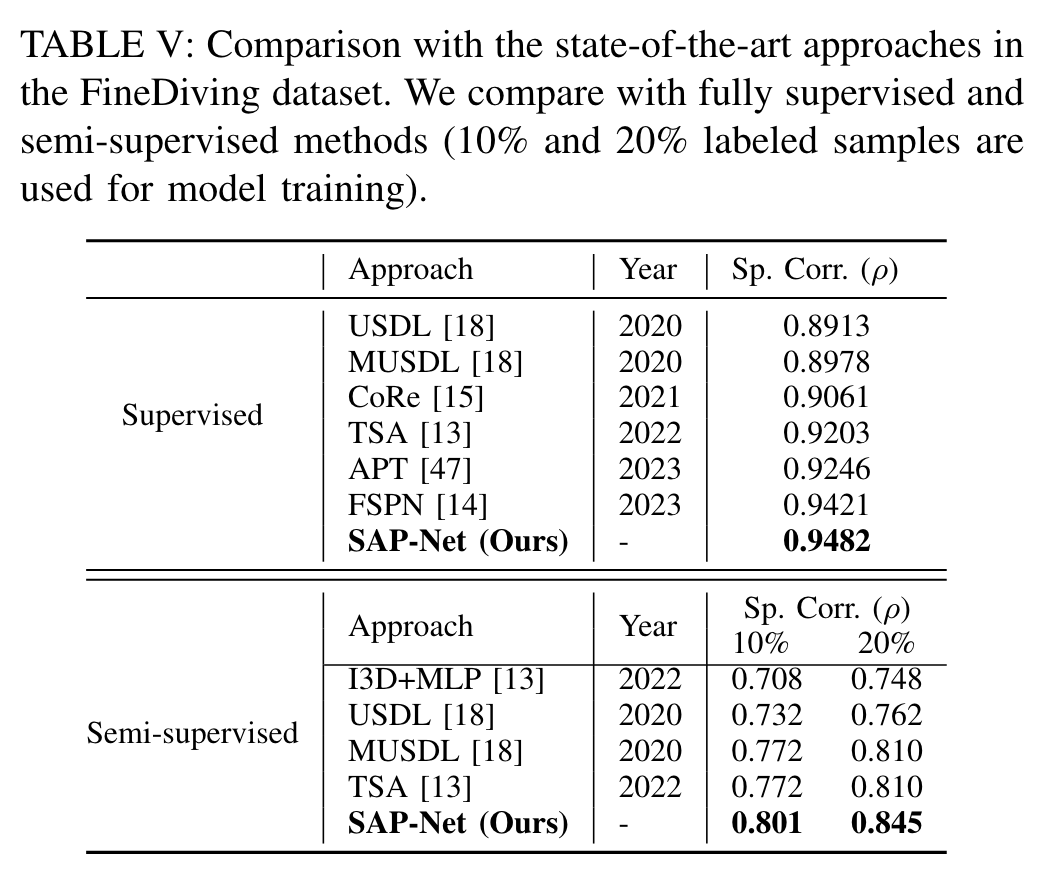 TABLE V: Comparison with the state-of-the-art approaches in
the FineDiving dataset. We compare with fully supervised and
semi-supervised methods (10% and 20% labeled samples are
used for model training).
Approach Year Sp. Corr. (ρ)
Supervised
USDL [18] 2020 0.8913
MUSDL [18] 2020 0.8978
CoRe [15] 2021 0.9061
TSA [13] 2022 0.9203
APT [47] 2023 0.9246
FSPN [14] 2023 0.9421
SAP-Net (Ours) - 0.9482
Semi-supervised
Approach Year Sp. Corr. (ρ)
10% 20%
I3D+MLP [13] 2022 0.708 0.748
USDL [18] 2020 0.732 0.762
MUSDL [18] 2020 0.772 0.810
TSA [13] 2022 0.772 0.810
SAP-Net (Ours) - 0.801 0.845